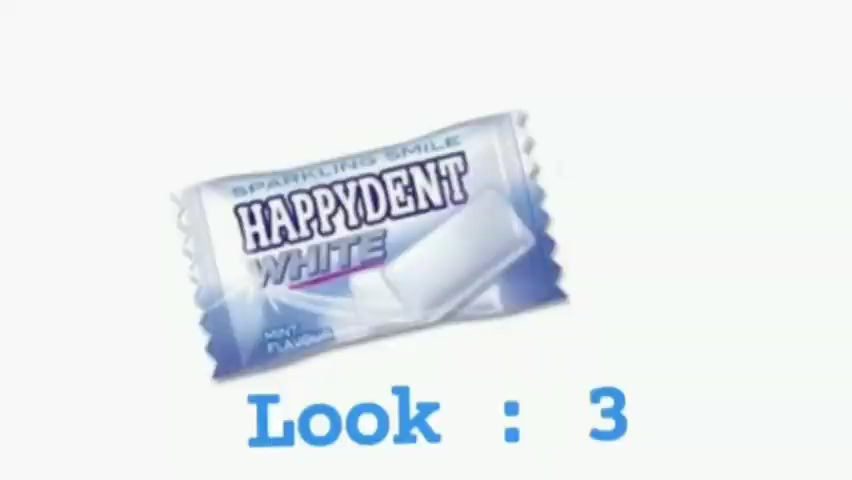 SPARKLING SMILE
HAPPYDENT
WHITE
MINT
FLAVOUR
Look : 3